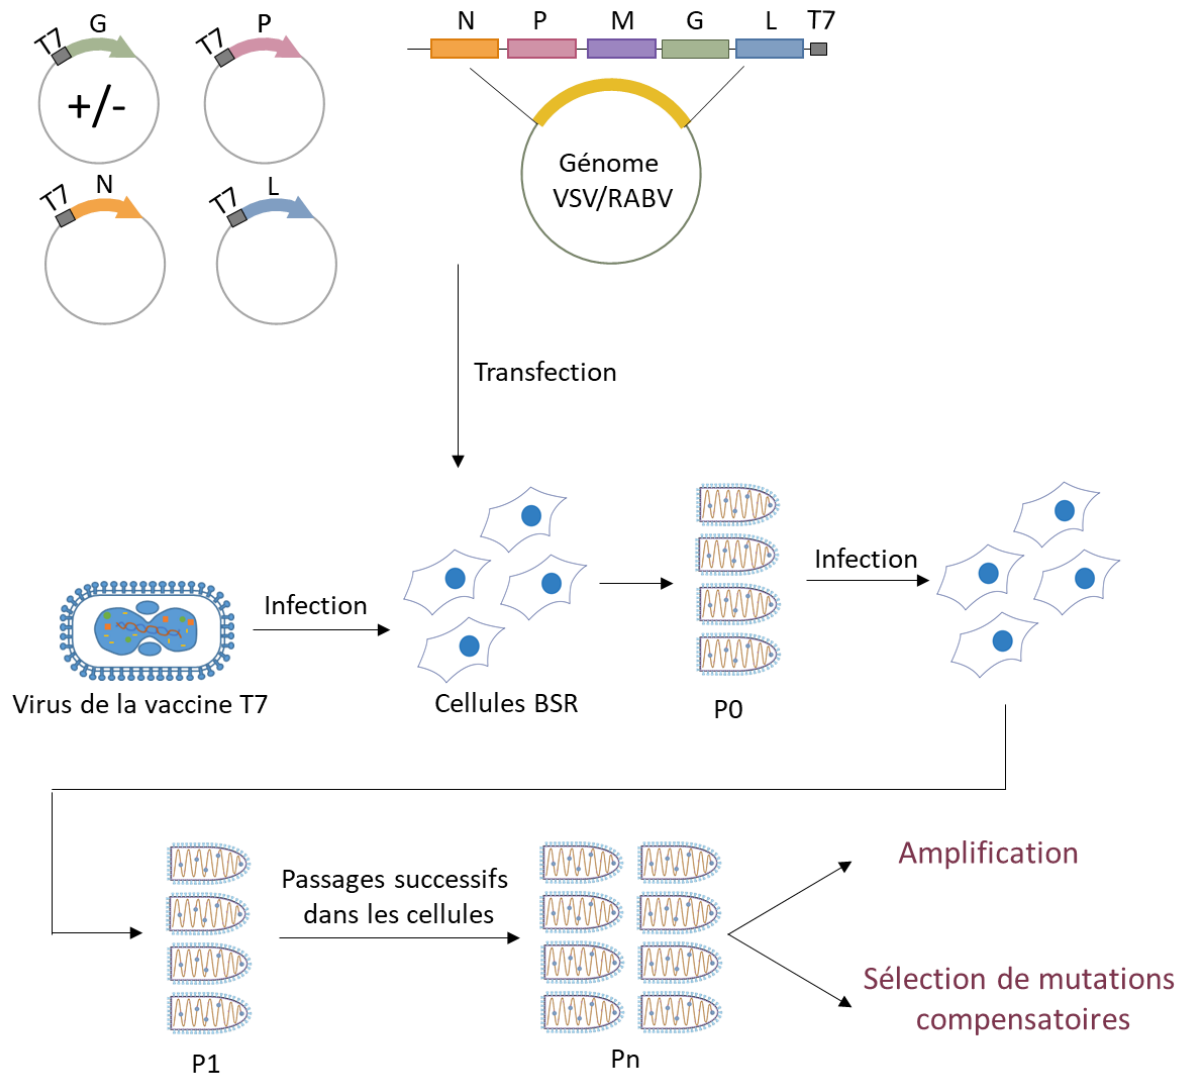 G
T7
+/-
P
T7
N
T7
L
T7
N P M G L T7
Génome
VSV/RABV
Transfection
Infection
Virus de la vaccine T7
Cellules BSR
P0
Infection
P1
Passages successifs
dans les cellules
Pn
Amplification
Sélection de mutations
compensatoires